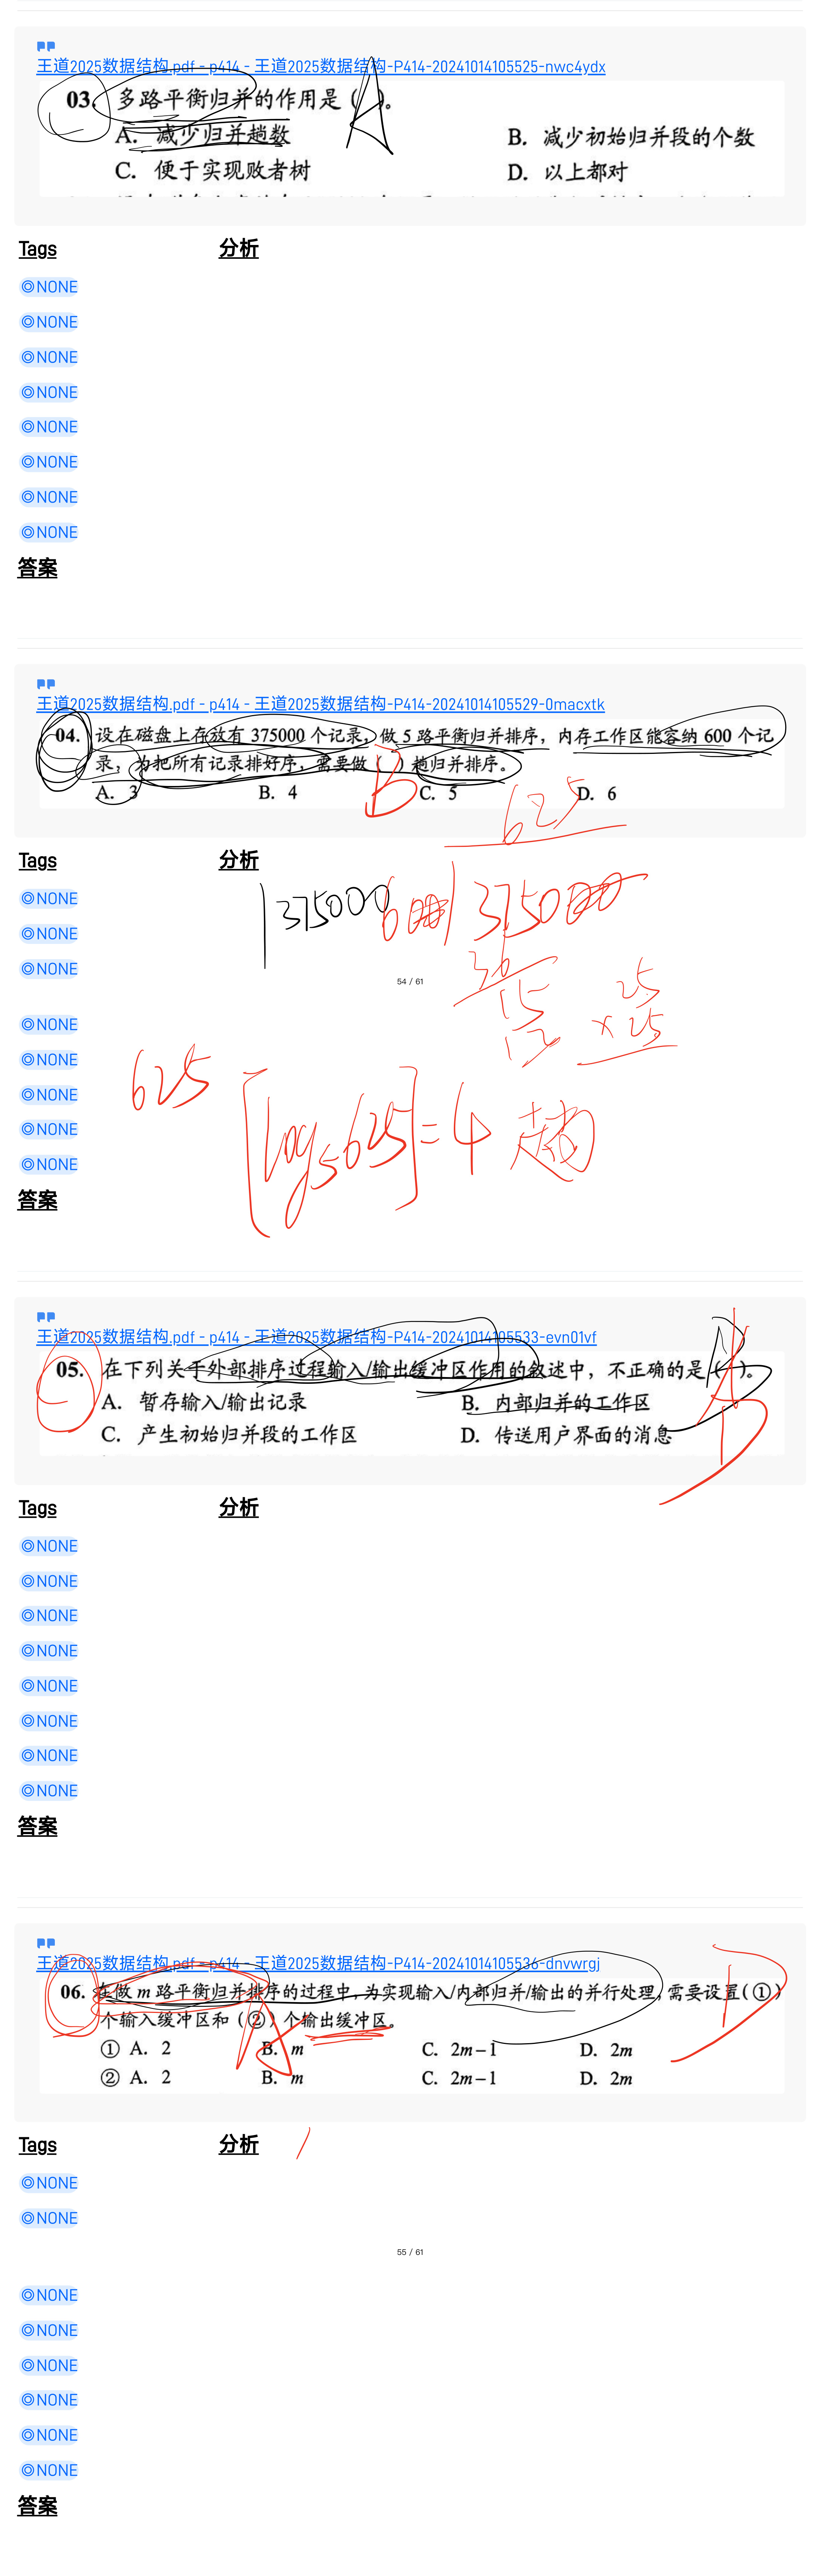 王道2025数据结构.pdf - p414 - 王道2025数据结构-P414-20241014105525-nwc4ydx
03. 多路平衡归并的作用是( )。
A
A. 减少归并趟数 B. 减少初始归并段的个数
C. 便于实现败者树 D. 以上都对
Tags 分析
◎NONE
◎NONE
◎NONE
◎NONE
◎NONE
◎NONE
◎NONE
◎NONE
答案
王道2025数据结构.pdf - p414 - 王道2025数据结构-P414-20241014105529-0macxtk
04. 设在磁盘上存放有 375000 个记录,做 5 路平衡归并排序,内存工作区能容纳 600 个记
录,为把所有记录排好序,需要做( )趟归并排序。
B
A. 3 B. 4 C. 5 D. 6
625
Tags 分析
◎NONE
375000 600 375000
◎NONE
36
◎NONE
15 25
54 / 61
12 × 25
◎NONE
◎NONE
625
◎NONE
[log₅625] = 4 趟
◎NONE
◎NONE
答案
王道2025数据结构.pdf - p414 - 王道2025数据结构-P414-20241014105533-evn01vf
05. 在下列关于外部排序过程输入/输出缓冲区作用的叙述中,不正确的是( )。
A. 暂存输入/输出记录 B. 内部归并的工作区
C. 产生初始归并段的工作区 D. 传送用户界面的消息
D
Tags 分析
◎NONE
◎NONE
◎NONE
◎NONE
◎NONE
◎NONE
◎NONE
◎NONE
答案
王道2025数据结构.pdf - p414 - 王道2025数据结构-P414-20241014105536-dnvwrgj
06. 在做 m 路平衡归并排序的过程中,为实现输入/内部归并/输出的并行处理,需要设置(①)
D
个输入缓冲区和(②)个输出缓冲区。
A
① A. 2 B. m C. 2m−1 D. 2m
② A. 2 B. m C. 2m−1 D. 2m
Tags 分析
◎NONE
◎NONE
55 / 61
◎NONE
◎NONE
◎NONE
◎NONE
◎NONE
◎NONE
答案